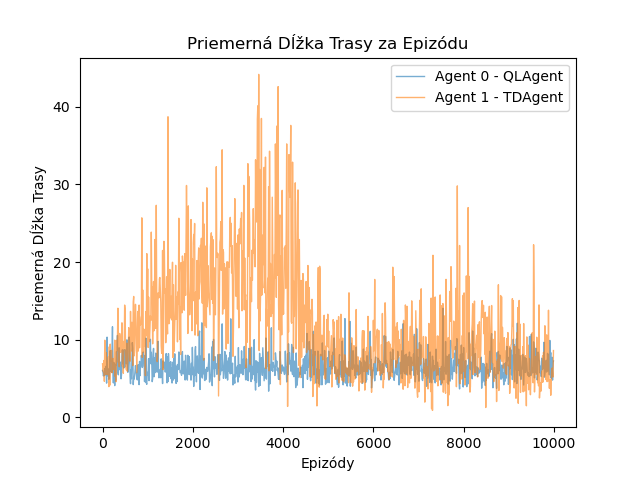 Priemerná Dĺžka Trasy za Epizódu
Agent 0 - QLAgent
Agent 1 - TDAgent
Priemerná Dĺžka Trasy
40
30
20
10
0
0 2000 4000 6000 8000 10000
Epizódy